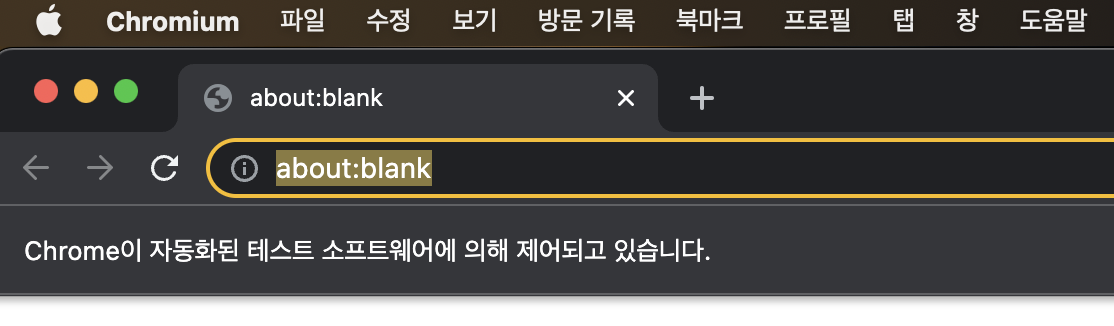 Chromium 파일 수정 보기 방문 기록 북마크 프로필 탭 창 도움말
about:blank
about:blank
Chrome이 자동화된 테스트 소프트웨어에 의해 제어되고 있습니다.